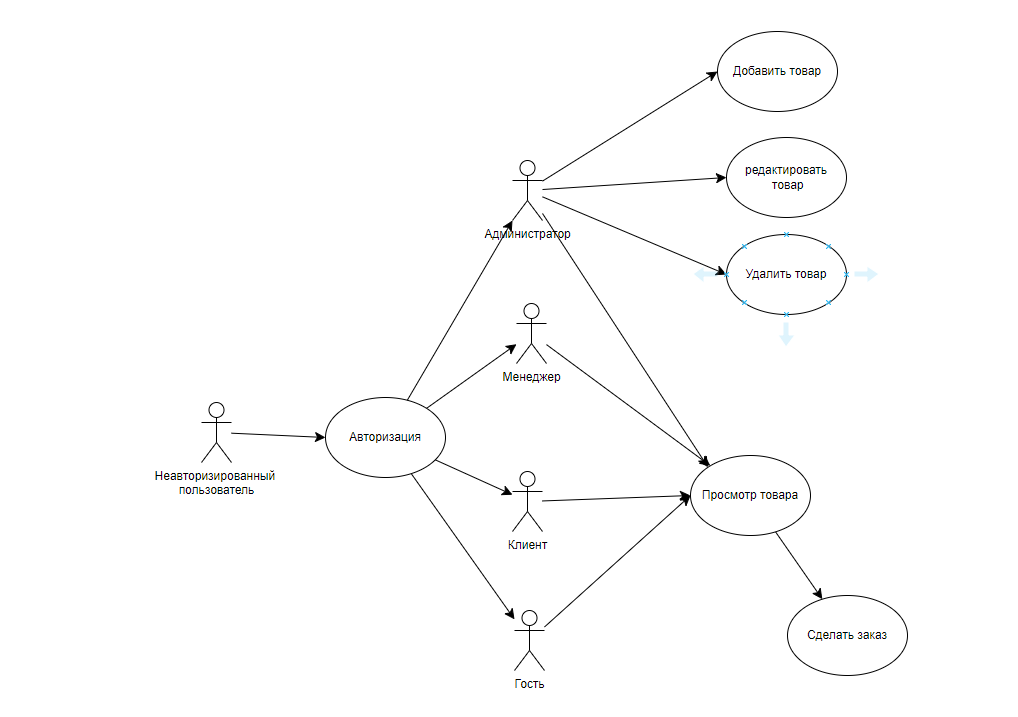 Добавить товар
редактировать
товар
Администратор
Удалить товар
Менеджер
Авторизация
Неавторизированный
пользователь
Просмотр товара
Клиент
Сделать заказ
Гость